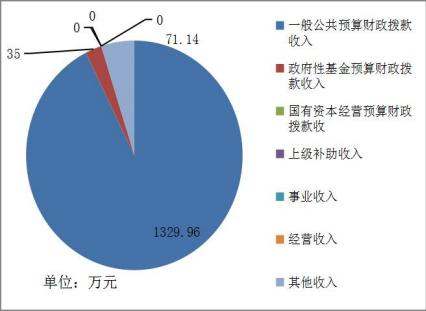 0
0
0
35
71.14
1329.96
单位：万元
一般公共预算财政拨款
收入
政府性基金预算财政拨
款收入
国有资本经营预算财政
拨款收
上级补助收入
事业收入
经营收入
其他收入